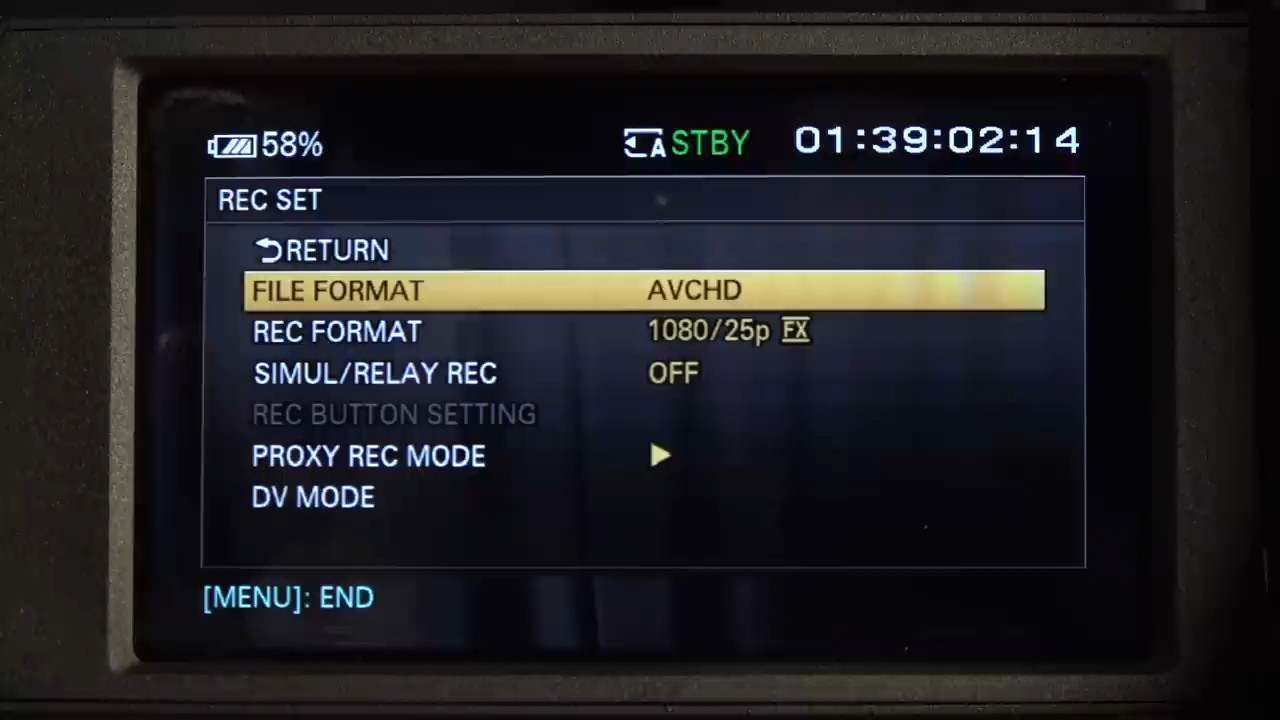 58% A STBY 01:39:02:14
REC SET
RETURN
FILE FORMAT AVCHD
REC FORMAT 1080/25p FX
SIMUL/RELAY REC OFF
REC BUTTON SETTING
PROXY REC MODE
DV MODE
[MENU]: END